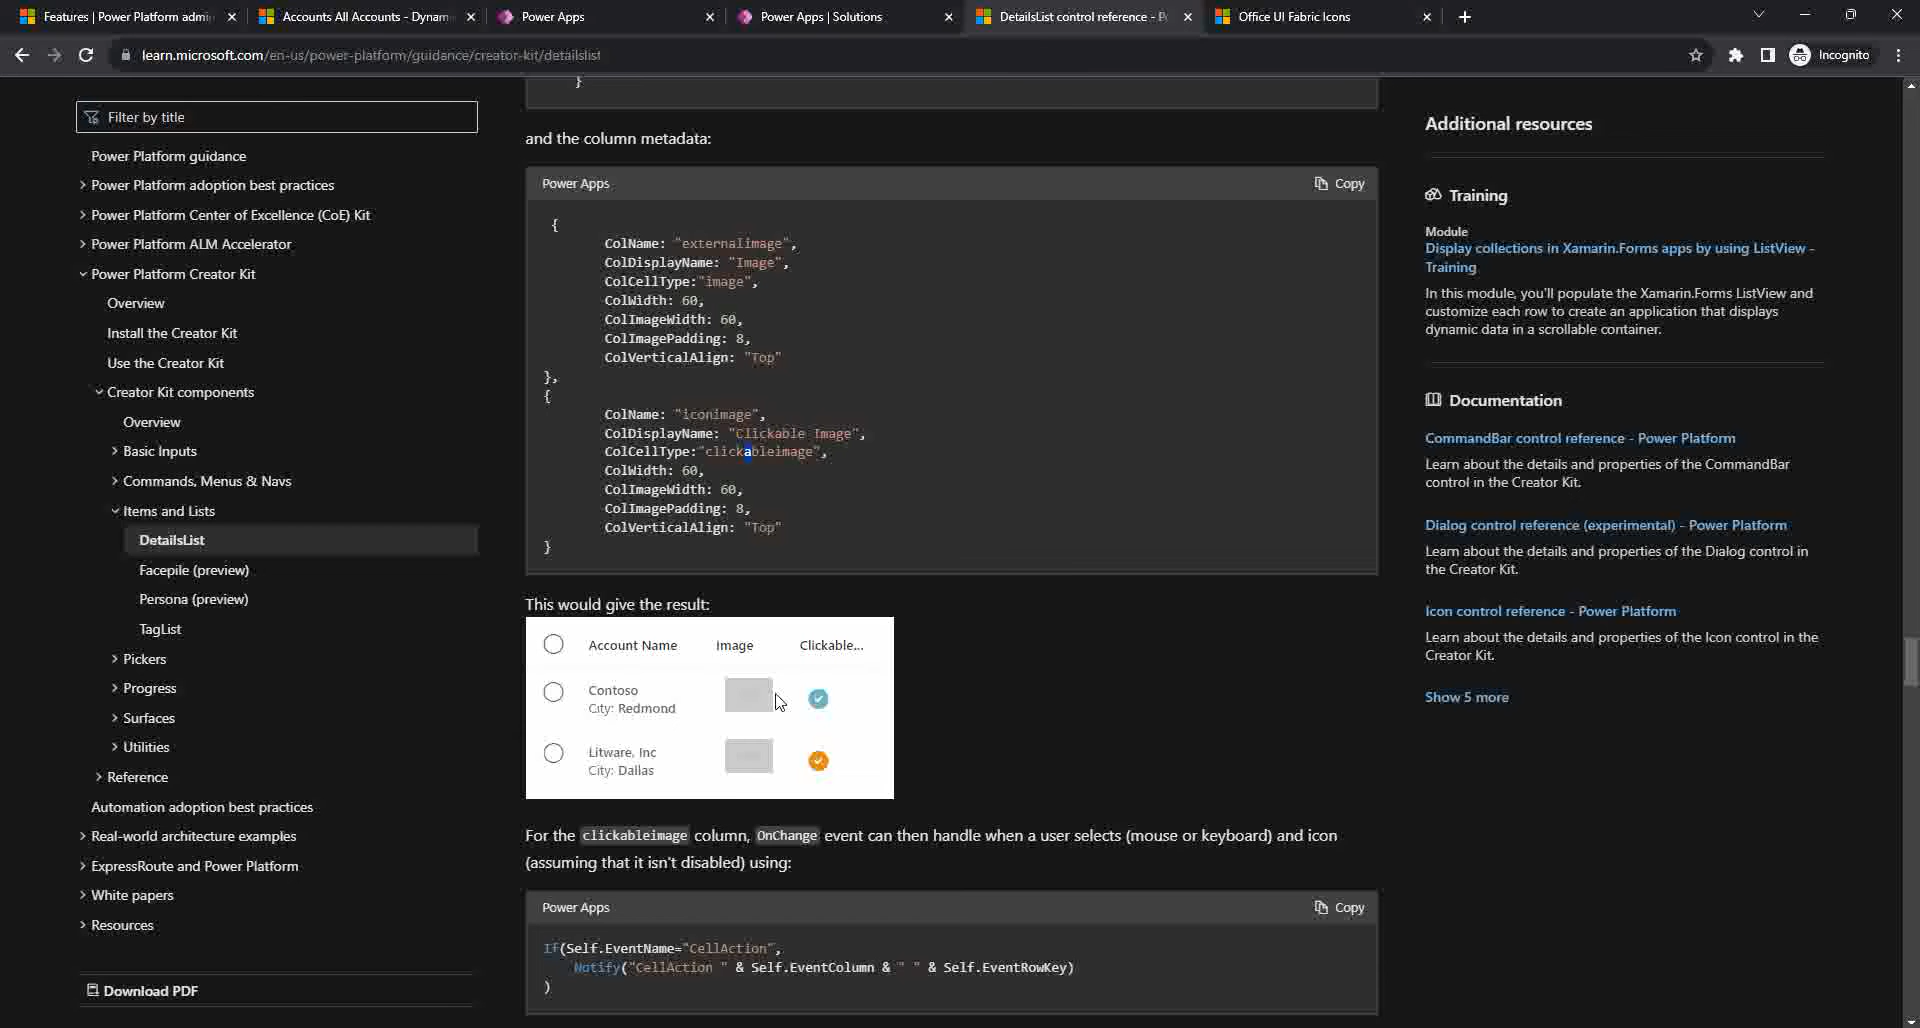 Features | Power Platform admi
Accounts All Accounts - Dynam
Power Apps
Power Apps | Solutions
DetailsList control reference - P
Office UI Fabric Icons
learn.microsoft.com/en-us/power-platform/guidance/creator-kit/detailslist
Incognito
Filter by title
Power Platform guidance
Power Platform adoption best practices
Power Platform Center of Excellence (CoE) Kit
Power Platform ALM Accelerator
Power Platform Creator Kit
Overview
Install the Creator Kit
Use the Creator Kit
Creator Kit components
Overview
Basic Inputs
Commands, Menus & Navs
Items and Lists
DetailsList
Facepile (preview)
Persona (preview)
TagList
Pickers
Progress
Surfaces
Utilities
Reference
Automation adoption best practices
Real-world architecture examples
ExpressRoute and Power Platform
White papers
Resources
Download PDF
}
and the column metadata:
Power Apps
Copy
{
ColName: "externalimage",
ColDisplayName: "Image",
ColCellType:"image",
ColWidth: 60,
ColImageWidth: 60,
ColImagePadding: 8,
ColVerticalAlign: "Top"
},
{
ColName: "iconimage",
ColDisplayName: "Clickable Image",
ColCellType:"clickableimage",
ColWidth: 60,
ColImageWidth: 60,
ColImagePadding: 8,
ColVerticalAlign: "Top"
}
This would give the result:
Account Name Image Clickable...
Contoso
City: Redmond
Litware, Inc
City: Dallas
For the clickableimage column, OnChange event can then handle when a user selects (mouse or keyboard) and icon
(assuming that it isn't disabled) using:
Power Apps
Copy
If(Self.EventName="CellAction",
Notify("CellAction " & Self.EventColumn & " " & Self.EventRowKey)
)
Additional resources
Training
Module
Display collections in Xamarin.Forms apps by using ListView -
Training
In this module, you'll populate the Xamarin.Forms ListView and
customize each row to create an application that displays
dynamic data in a scrollable container.
Documentation
CommandBar control reference - Power Platform
Learn about the details and properties of the CommandBar
control in the Creator Kit.
Dialog control reference (experimental) - Power Platform
Learn about the details and properties of the Dialog control in
the Creator Kit.
Icon control reference - Power Platform
Learn about the details and properties of the Icon control in the
Creator Kit.
Show 5 more